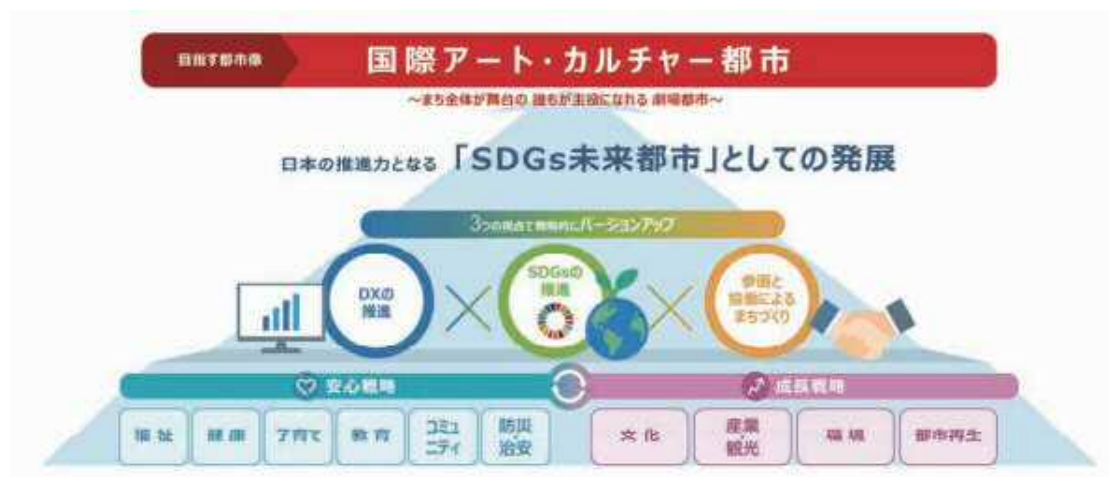 目指す都市像
国際アート・カルチャー都市
～まち全体が舞台の 誰もが主役になれる 劇場都市～
日本の推進力となる 「SDGs未来都市」としての発展
3つの視点で戦略的にバージョンアップ
DXの
推進
SDGsの
推進
参画と
協働による
まちづくり
安心戦略
成長戦略
福祉
健康
子育て
教育
コミュ
ニティ
防災
治安
文化
産業
観光
環境
都市再生